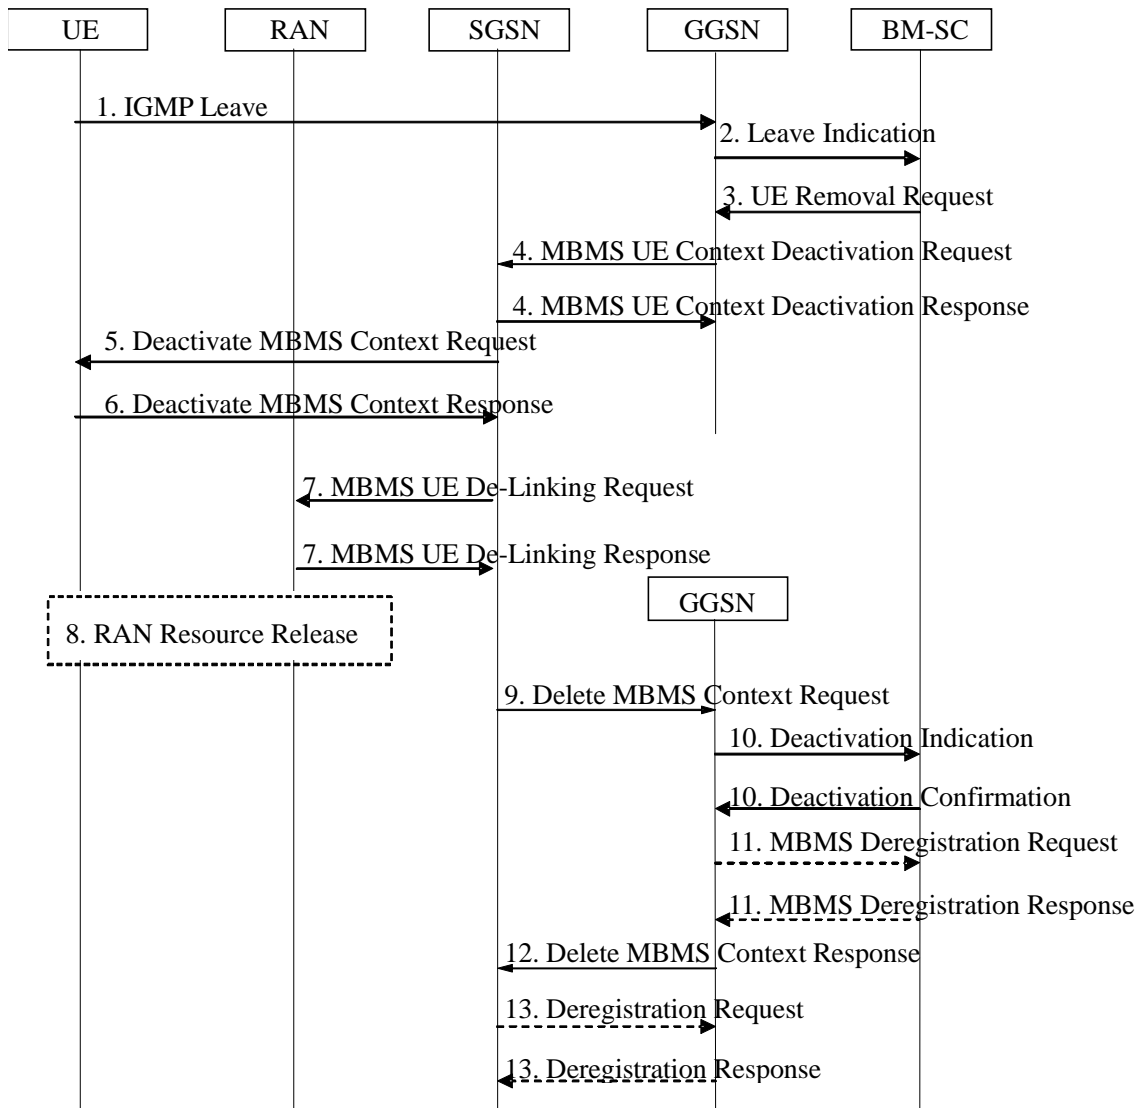 UE
RAN
SGSN
GGSN
BM-SC
1. IGMP Leave
2. Leave Indication
3. UE Removal Request
4. MBMS UE Context Deactivation Request
4. MBMS UE Context Deactivation Response
5. Deactivate MBMS Context Request
6. Deactivate MBMS Context Response
7. MBMS UE De-Linking Request
7. MBMS UE De-Linking Response
GGSN
8. RAN Resource Release
9. Delete MBMS Context Request
10. Deactivation Indication
10. Deactivation Confirmation
11. MBMS Deregistration Request
11. MBMS Deregistration Response
12. Delete MBMS Context Response
13. Deregistration Request
13. Deregistration Response